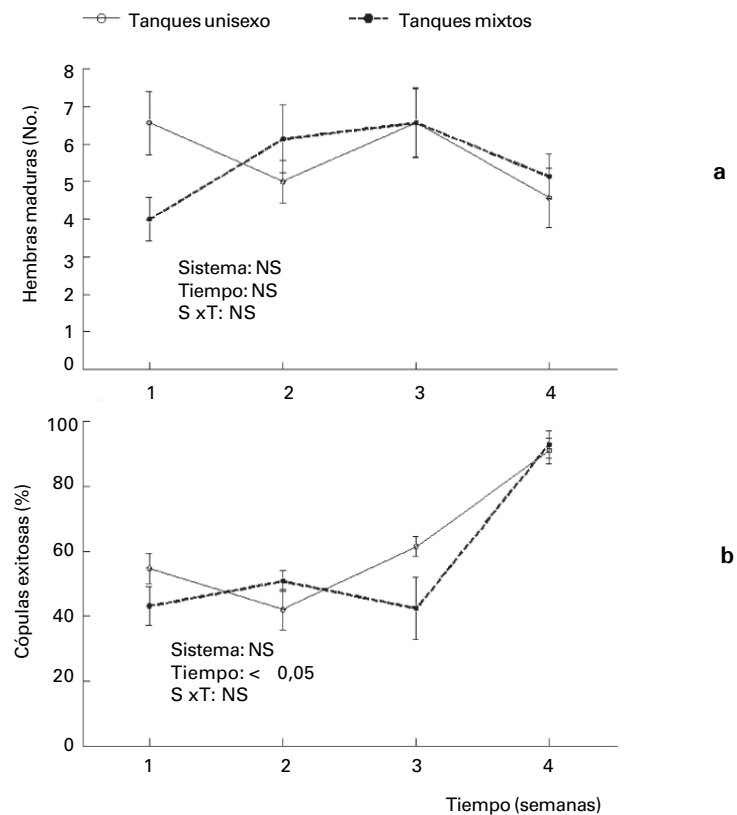 Tanques unisexo
Tanques mixtos
Hembras maduras (No.)
8
7
6
5
4
3
2
1
0
Sistema: NS
Tiempo: NS
S xT: NS
1 2 3 4
a
Cópulas exitosas (%)
100
80
60
40
20
0
Sistema: NS
Tiempo: < 0,05
S xT: NS
1 2 3 4
b
Tiempo (semanas)